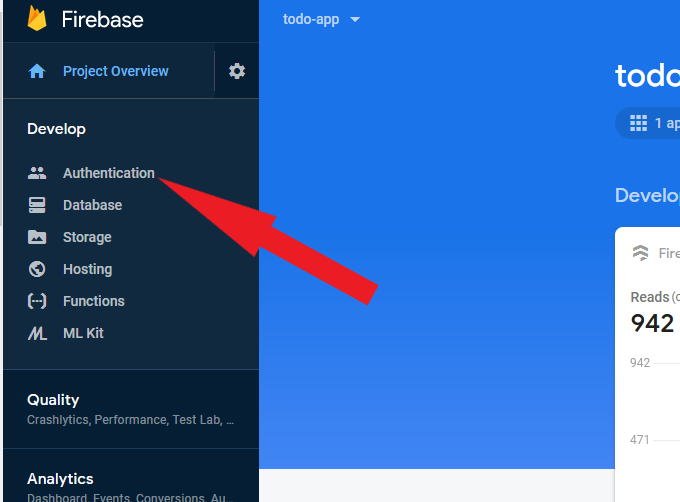 Firebase
Project Overview
Develop
Authentication
Database
Storage
Hosting
Functions
ML Kit
Quality
Crashlytics, Performance, Test Lab, ...
Analytics
Dashboard, Events, Conversions, Au...
todo-app
todo
1 ap
Develo
Fire
Reads (c
942
942
471